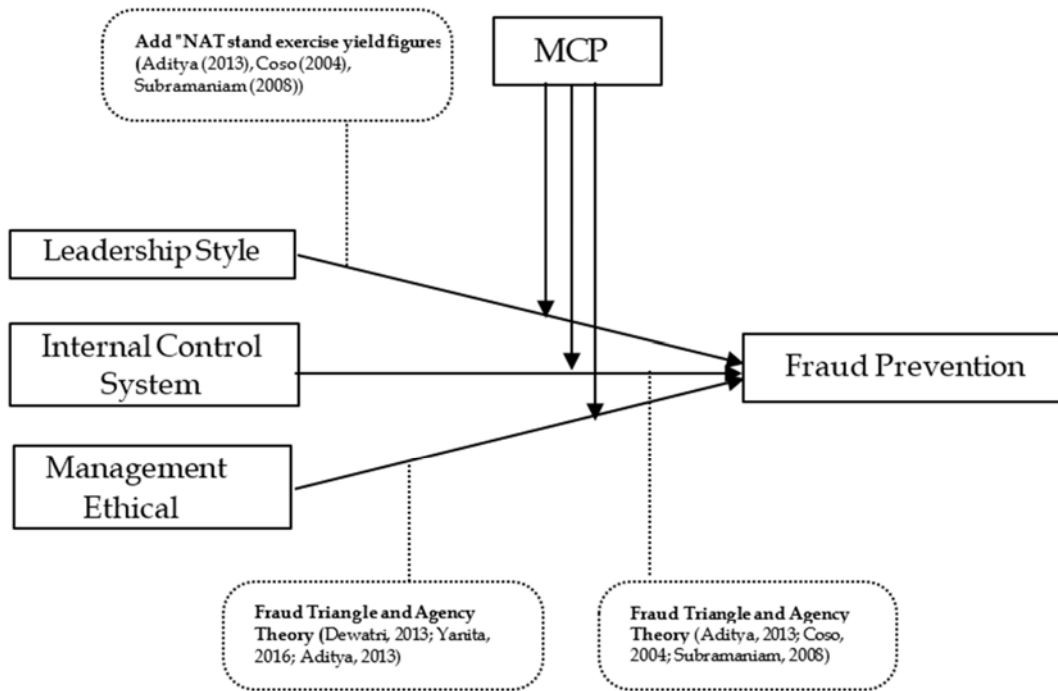 Add "NAT stand exercise yield figures
(Aditya (2013), Coso (2004),
Subramaniam (2008))
MCP
Leadership Style
Internal Control
System
Fraud Prevention
Management
Ethical
Fraud Triangle and Agency
Theory (Dewatri, 2013; Yanita,
2016; Aditya, 2013)
Fraud Triangle and Agency
Theory (Aditya, 2013; Coso,
2004; Subramaniam, 2008)